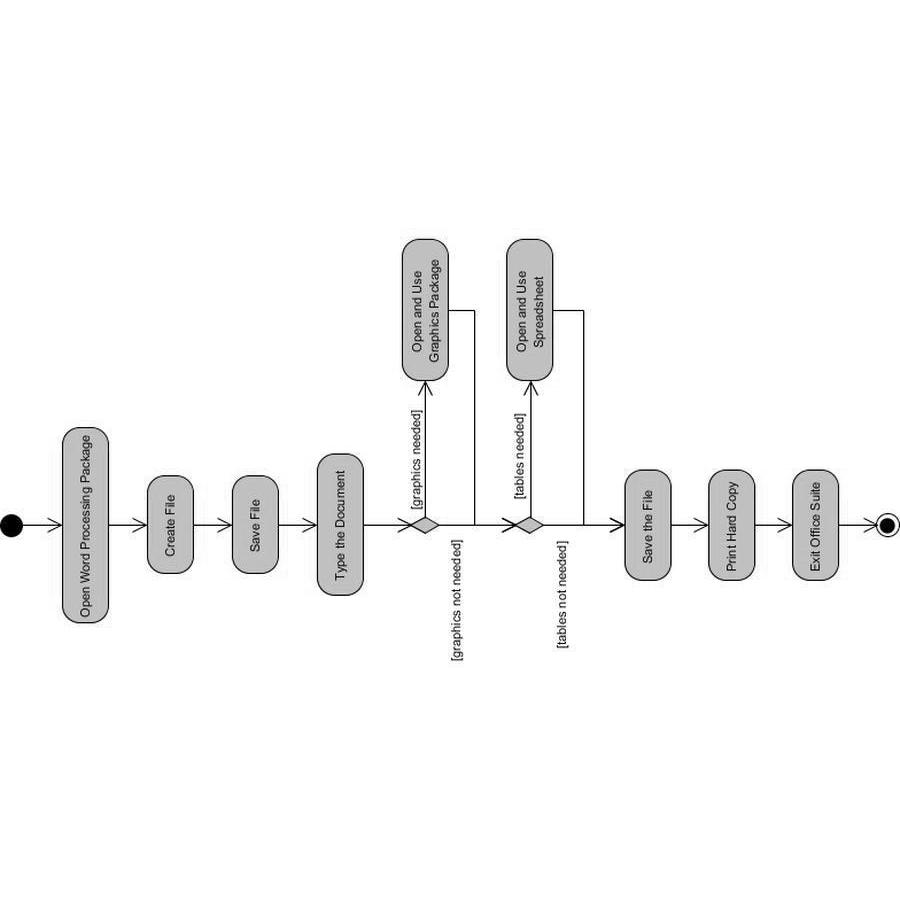 Open Word Processing Package
Create File
Save File
Type the Document
[graphics needed]
Open and Use
Graphics Package
[graphics not needed]
[tables needed]
Open and Use
Spreadsheet
[tables not needed]
Save the File
Print Hard Copy
Exit Office Suite